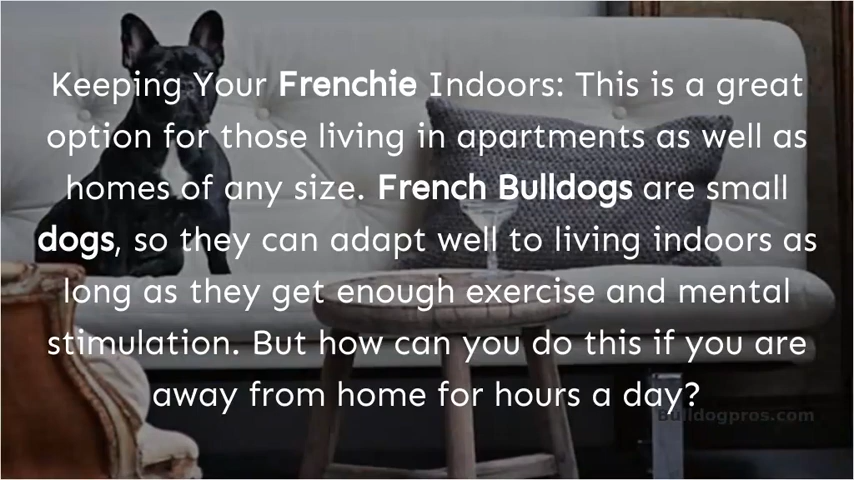 Keeping Your Frenchie Indoors: This is a great
option for those living in apartments as well as
homes of any size. French Bulldogs are small
dogs, so they can adapt well to living indoors as
long as they get enough exercise and mental
stimulation. But how can you do this if you are
away from home for hours a day?
Bulldogpros.com